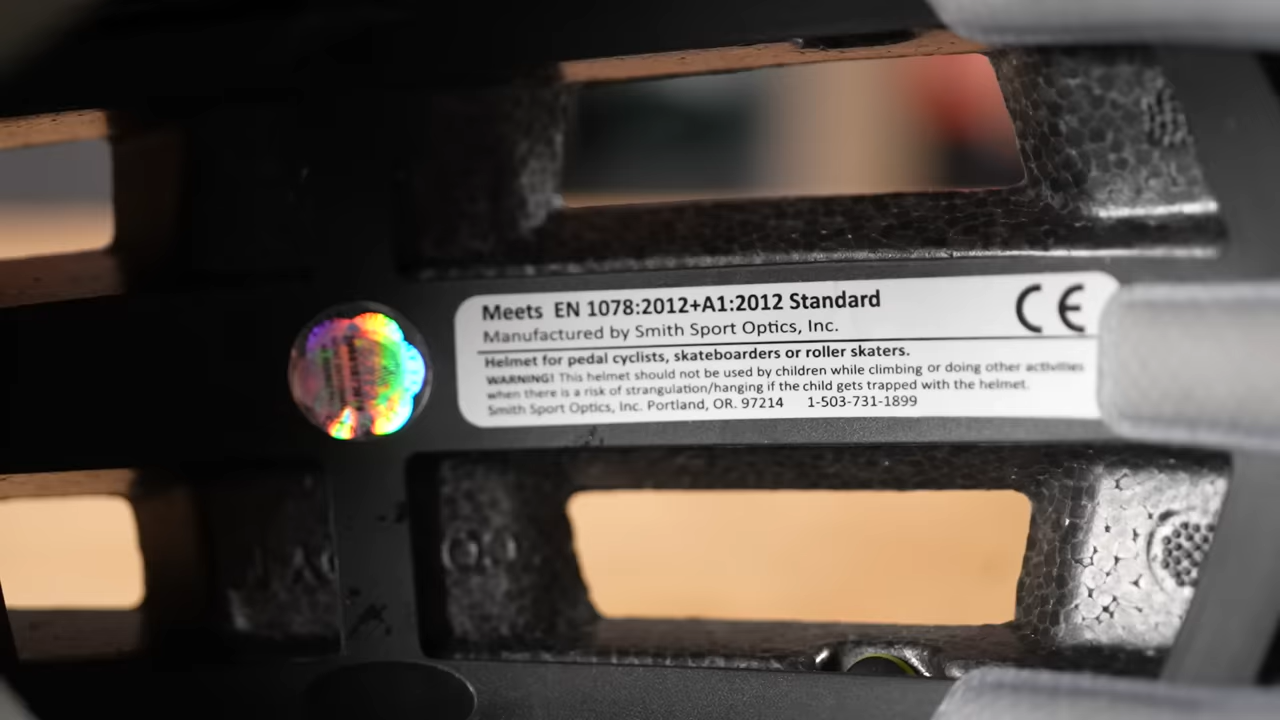 Meets EN 1078:2012+A1:2012 Standard
CE
Manufactured by Smith Sport Optics, Inc.
Helmet for pedal cyclists, skateboarders or roller skaters.
WARNING! This helmet should not be used by children while climbing or doing other activities
when there is a risk of strangulation/hanging if the child gets trapped with the helmet.
Smith Sport Optics, Inc. Portland, OR. 97214 1-503-731-1899